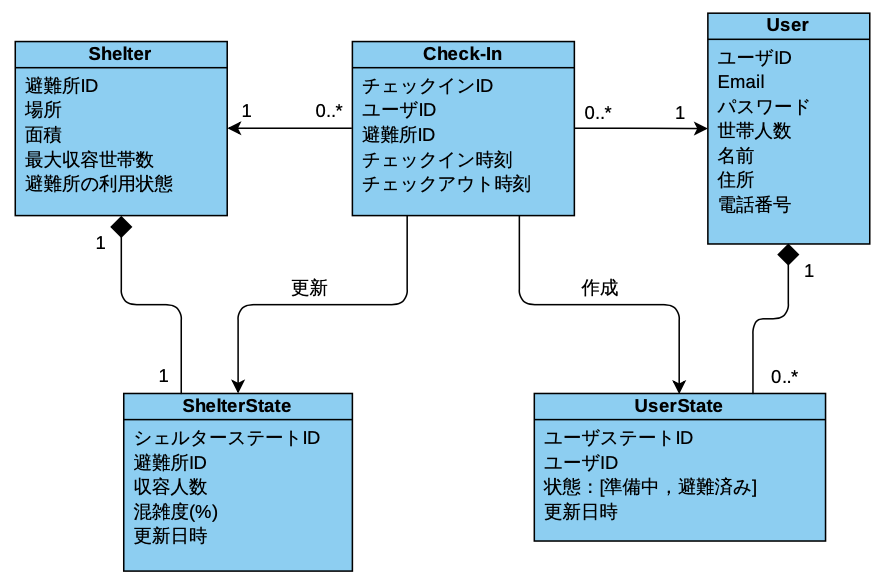 Shelter
避難所ID
場所
面積
最大収容世帯数
避難所の利用状態
1
0..*
Check-In
チェックインID
ユーザID
避難所ID
チェックイン時刻
チェックアウト時刻
0..*
1
User
ユーザID
Email
パスワード
世帯人数
名前
住所
電話番号
1
更新
作成
1
1
0..*
ShelterState
シェルターステートID
避難所ID
収容人数
混雑度(%)
更新日時
UserState
ユーザステートID
ユーザID
状態：[準備中，避難済み]
更新日時